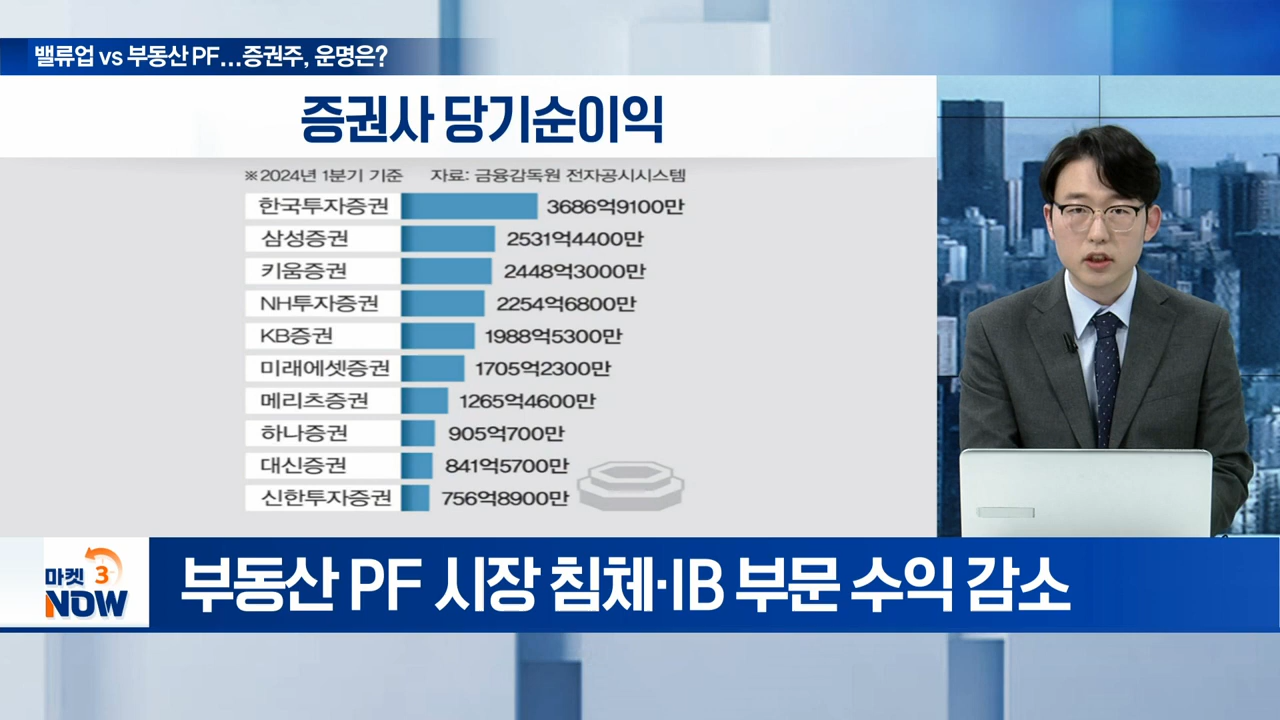 밸류업 vs 부동산 PF...증권주, 운명은?
증권사 당기순이익
※2024년 1분기 기준 자료: 금융감독원 전자공시시스템
한국투자증권 3686억9100만
삼성증권 2531억4400만
키움증권 2448억3000만
NH투자증권 2254억6800만
KB증권 1988억5300만
미래에셋증권 1705억2300만
메리츠증권 1265억4600만
하나증권 905억700만
대신증권 841억5700만
신한투자증권 756억8900만
마켓 3
NOW
부동산 PF 시장 침체·IB 부문 수익 감소